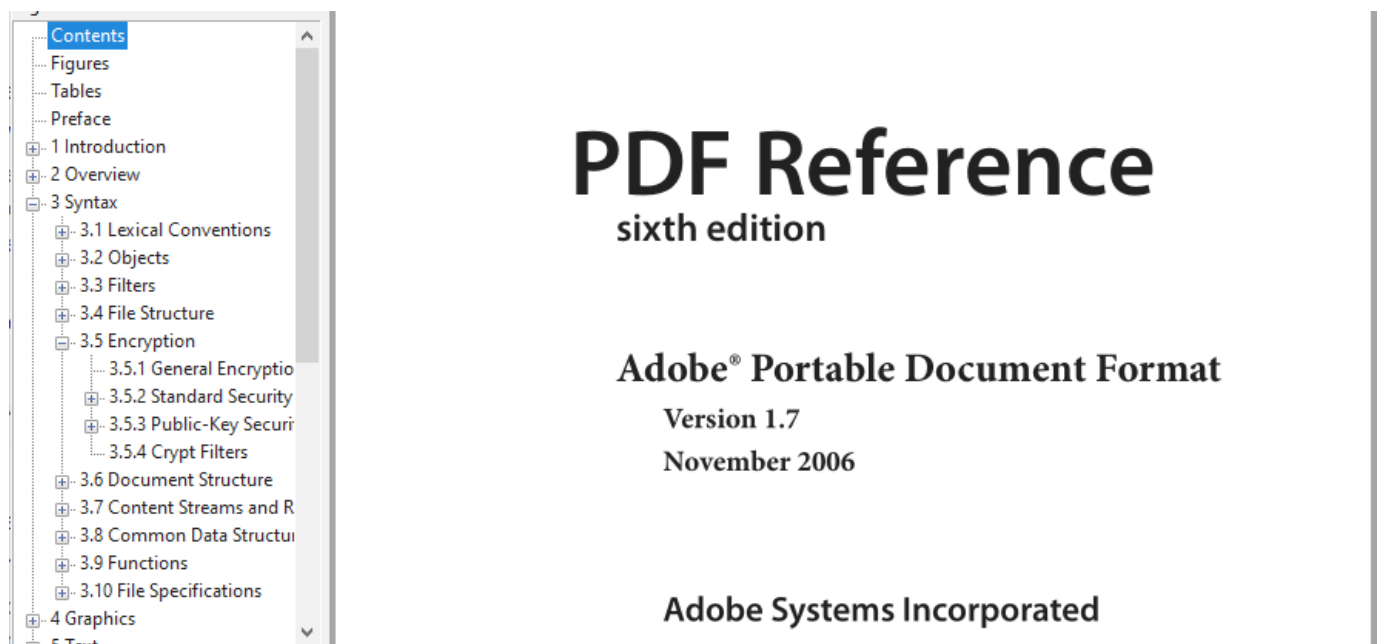 Contents
Figures
Tables
Preface
1 Introduction
2 Overview
3 Syntax
3.1 Lexical Conventions
3.2 Objects
3.3 Filters
3.4 File Structure
3.5 Encryption
3.5.1 General Encryptio
3.5.2 Standard Security
3.5.3 Public-Key Securi
3.5.4 Crypt Filters
3.6 Document Structure
3.7 Content Streams and R
3.8 Common Data Structu
3.9 Functions
3.10 File Specifications
4 Graphics
5 Text
PDF Reference
sixth edition
Adobe® Portable Document Format
Version 1.7
November 2006
Adobe Systems Incorporated